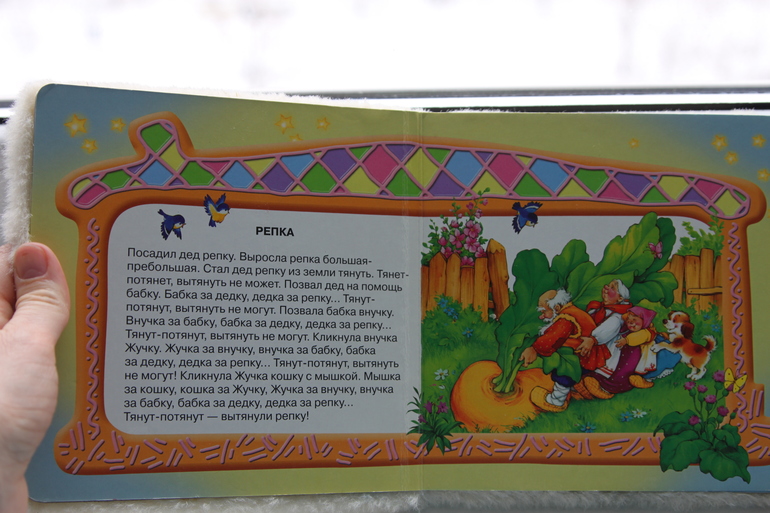 РЕПКА
Посадил дед репку. Выросла репка большая-
пребольшая. Стал дед репку из земли тянуть. Тянет-
потянет, вытянуть не может. Позвал дед на помощь
бабку. Бабка за дедку, дедка за репку... Тянут-
потянут, вытянуть не могут. Позвала бабка внучку.
Внучка за бабку, бабка за дедку, дедка за репку...
Тянут-потянут, вытянуть не могут. Кликнула внучка
Жучку. Жучка за внучку, внучка за бабку, бабка
за дедку, дедка за репку... Тянут-потянут, вытянуть
не могут! Кликнула Жучка кошку с мышкой. Мышка
за кошку, кошка за Жучку, Жучка за внучку, внучка
за бабку, бабка за дедку, дедка за репку...
Тянут-потянут — вытянули репку!